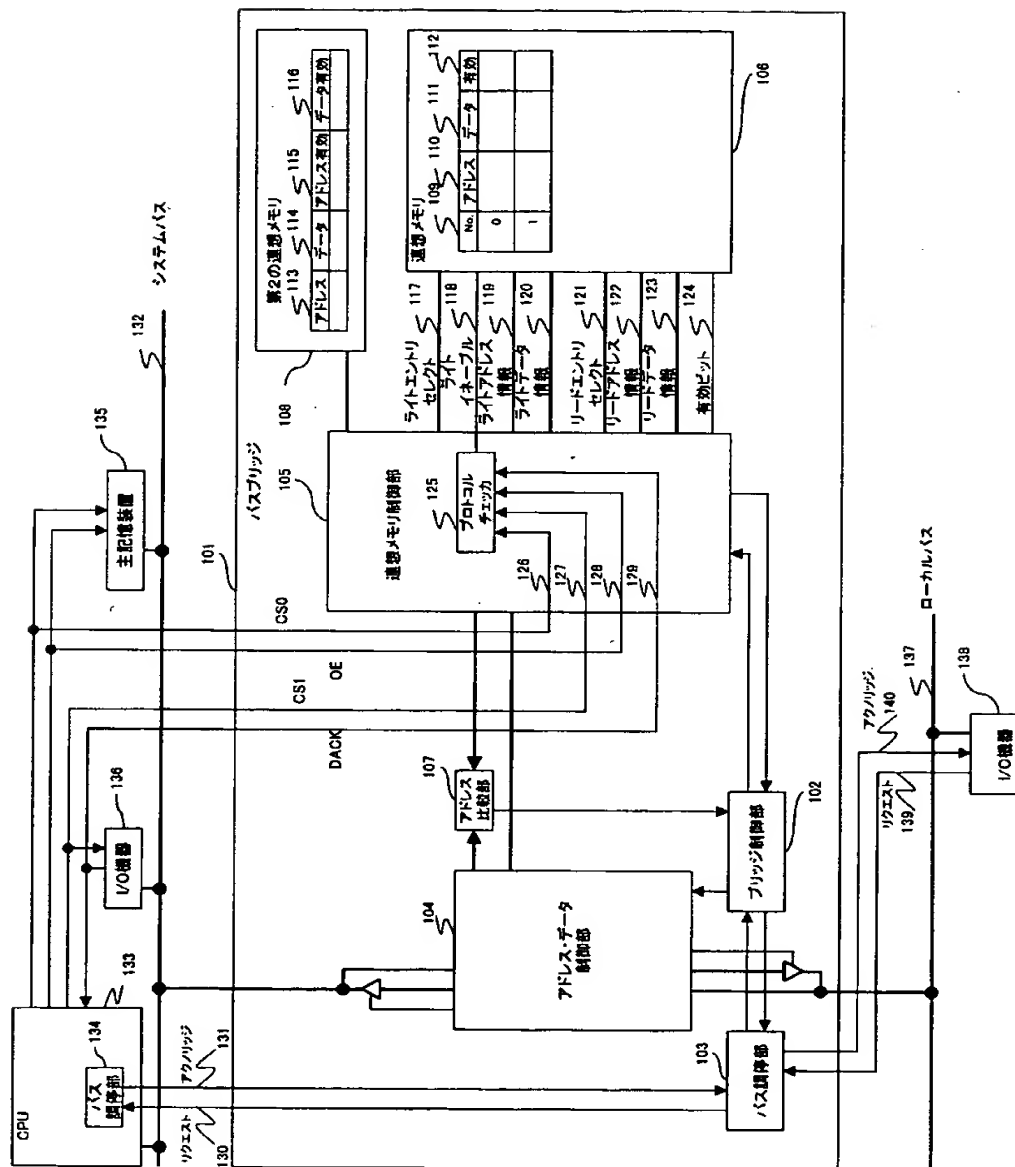 CPU
133
バス
調停部
134
リクエスト
130
アクノリッジ
131
I/O機器
136
主記憶装置
135
132
システムバス
CS0
CS1
OE
DACK
101
バスブリッジ
108
第2の連想メモリ
113
114
115
116
アドレス
データ
アドレス有効
データ有効
連想メモリ
109
110
111
112
No.
アドレス
データ
有効
0
1
106
ライトエントリ
セレクト
117
ライト
イネーブル
118
ライトアドレス
情報
119
ライトデータ
情報
120
リードエントリ
セレクト
121
リードアドレス
情報
122
リードデータ
情報
123
有効ビット
124
105
連想メモリ制御部
125
プロトコル
チェッカ
126
127
128
129
107
アドレス
比較部
104
アドレス・データ
制御部
ブリッジ制御部
102
103
バス調停部
リクエスト
139
アクノリッジ
140
137
ローカルバス
I/O機器
138